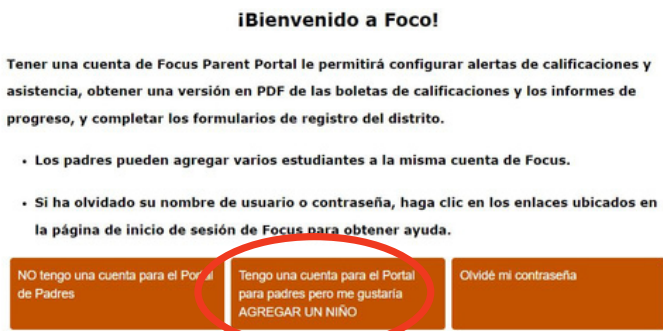 ¡Bienvenido a Foco!
Tener una cuenta de Focus Parent Portal le permitirá configurar alertas de calificaciones y
asistencia, obtener una versión en PDF de las boletas de calificaciones y los informes de
progreso, y completar los formularios de registro del distrito.
• Los padres pueden agregar varios estudiantes a la misma cuenta de Focus.
• Si ha olvidado su nombre de usuario o contraseña, haga clic en los enlaces ubicados en
la página de inicio de sesión de Focus para obtener ayuda.
NO tengo una cuenta para el Portal
de Padres
Tengo una cuenta para el Portal
para padres pero me gustaría
AGREGAR UN NIÑO
Olvidé mi contraseña